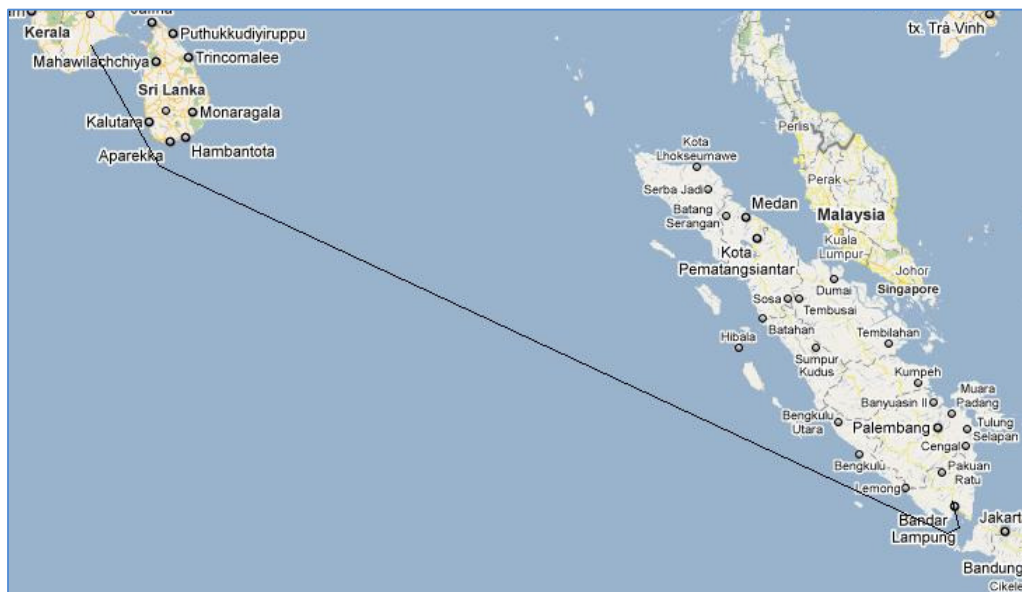 Jaffna
tx. Trà Vinh
Kerala
Puthukkudiyiruppu
Mahawilachchiya
Trincomalee
Sri Lanka
Kalutara
Monaragala
Aparekka
Hambantota
Perlis
Kota
Lhokseumawe
Perak
Serba Jadi
Batang
Serangan
Medan
Malaysia
Kuala
Lumpur
Kota
Pematangsiantar
Johor
Singapore
Dumai
Sosa
Tembusai
Batahan
Tembilahan
Hibala
Sumpur
Kudus
Kumpeh
Muara
Padang
Banyuasin II
Bengkulu
Utara
Palembang
Tulung
Selapan
Cengal
Bengkulu
Pakuan
Ratu
Lemong
Bandar
Lampung
Jakart
Bandung
Cikele